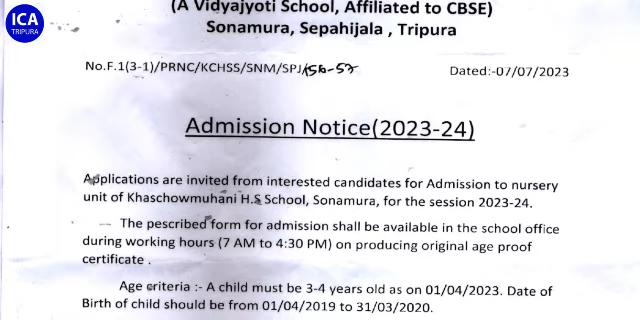 ICA
TRIPURA
(A Vidyajyoti School, Affiliated to CBSE)
Sonamura, Sepahijala , Tripura
No.F.1(3-1)/PRNC/KCHSS/SNM/SPJ/
Dated:-07/07/2023
Admission Notice(2023-24)
Applications are invited from interested candidates for Admission to nursery
unit of Khaschowmuhani H.S School, Sonamura, for the session 2023-24.
The pescribed form for admission shall be available in the school office
during working hours (7 AM to 4:30 PM) on producing original age proof
certificate .
Age criteria :- A child must be 3-4 years old as on 01/04/2023. Date of
Birth of child should be from 01/04/2019 to 31/03/2020.